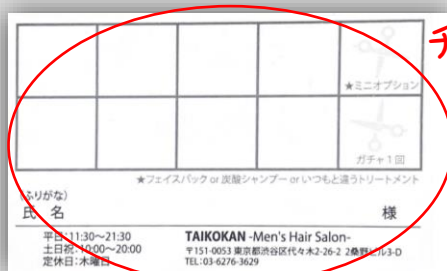 ★ミニオプション
ガチャ1回
★フェイスパック or 炭酸シャンプー or いつもと違うトリートメント
(ふりがな)
氏 名 様
平日:11:30〜21:30
土日祝:10:00〜20:00
定休日:木曜日
TAIKOKAN -Men's Hair Salon-
〒151-0053 東京都渋谷区代々木2-26-2 2桑野ビル3-D
TEL:03-6276-3629